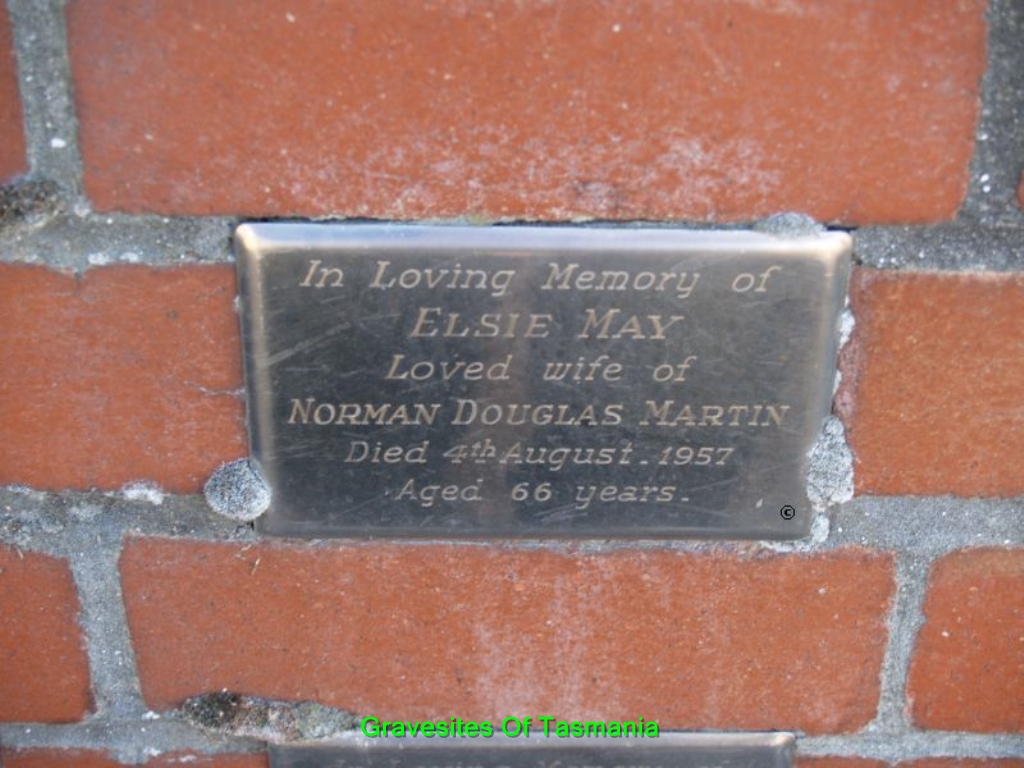 In Loving Memory of
ELSIE MAY
Loved wife of
NORMAN DOUGLAS MARTIN
Died 4th August. 1957
Aged 66 years.
©
Gravesites Of Tasmania